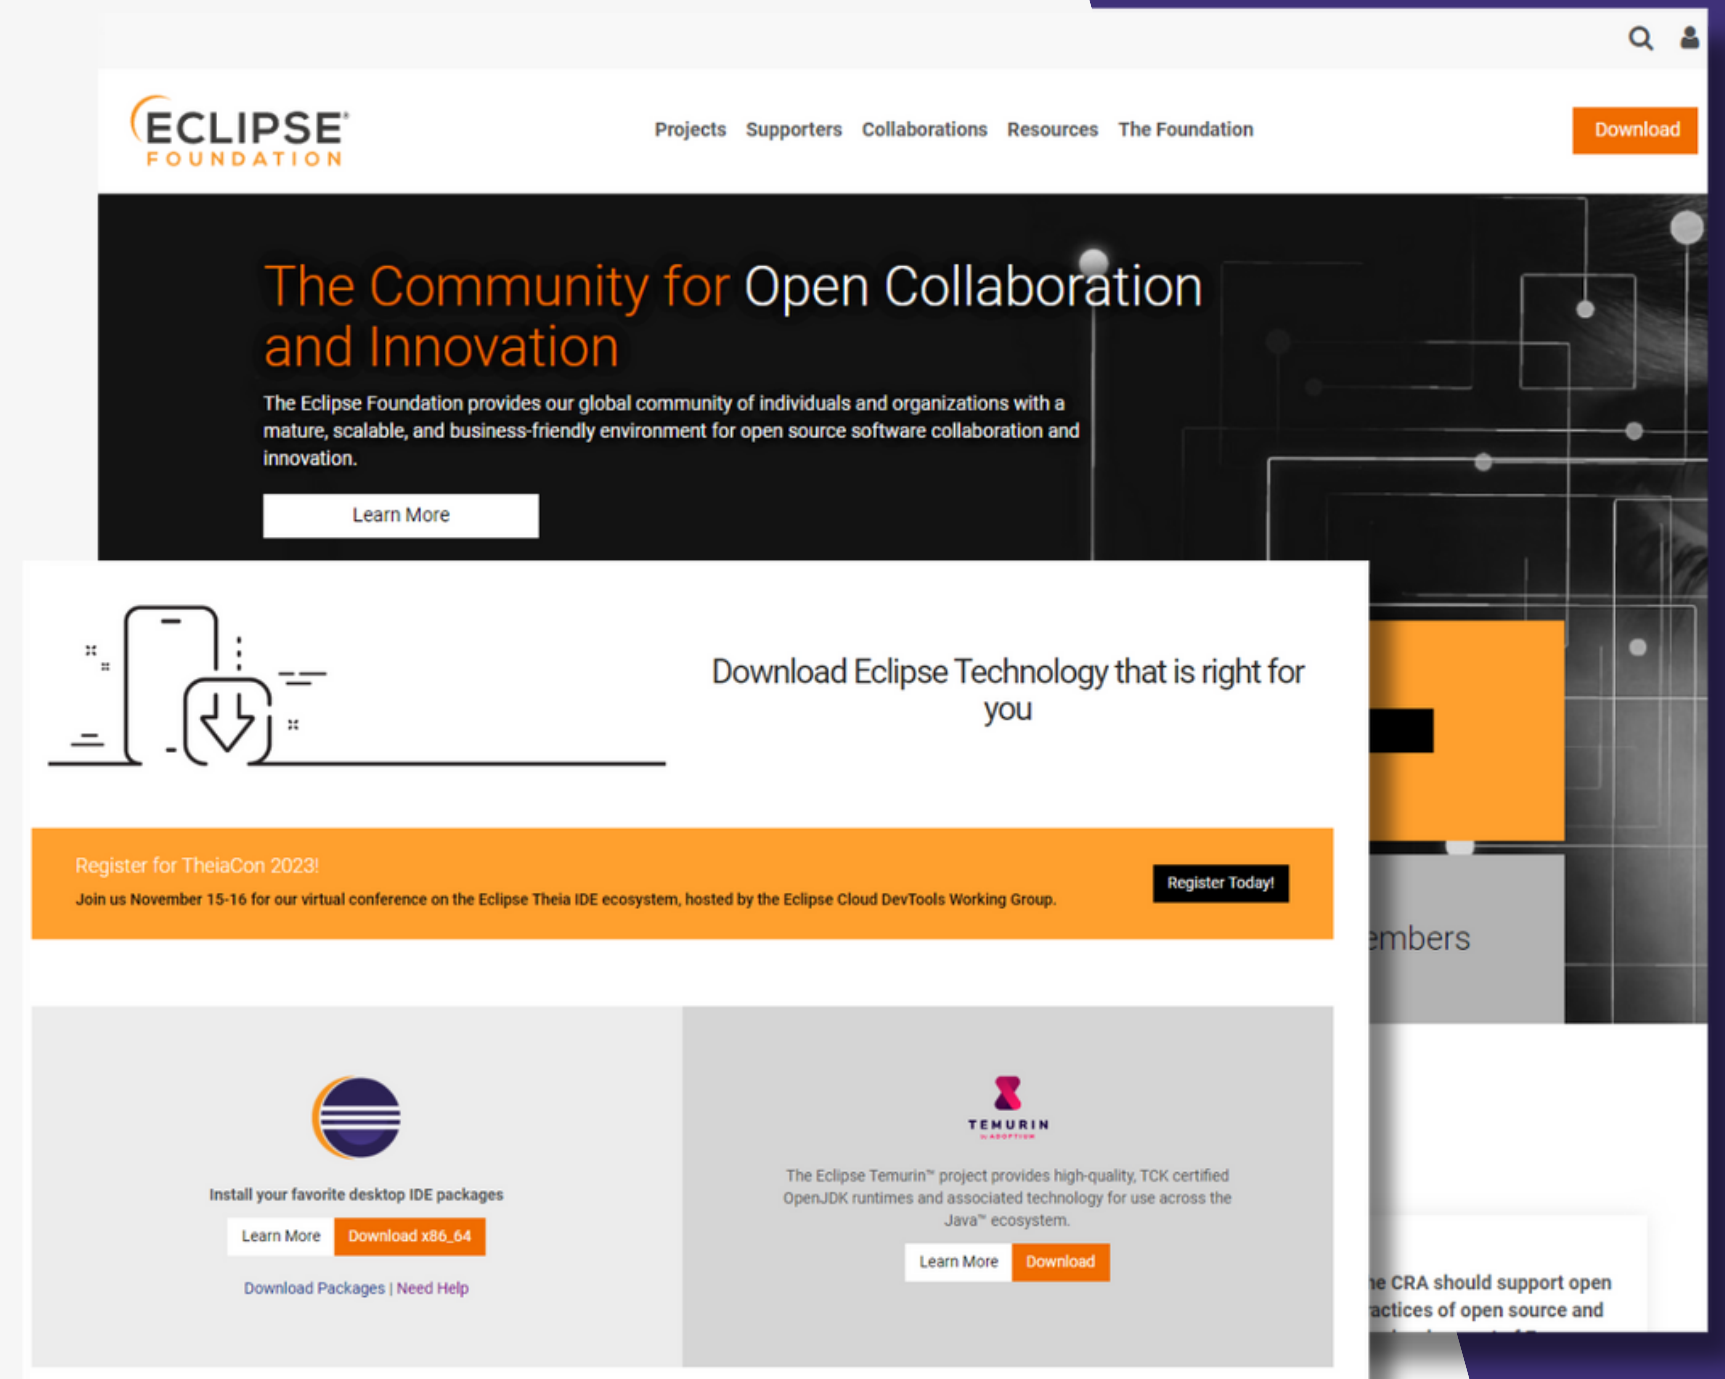 ECLIPSE®
FOUNDATION
Projects Supporters Collaborations Resources The Foundation
Download
The Community for Open Collaboration
and Innovation
The Eclipse Foundation provides our global community of individuals and organizations with a
mature, scalable, and business-friendly environment for open source software collaboration and
innovation.
Learn More
Download Eclipse Technology that is right for
you
Register for TheiaCon 2023!
Join us November 15-16 for our virtual conference on the Eclipse Theia IDE ecosystem, hosted by the Eclipse Cloud DevTools Working Group.
Register Today!
embers
Install your favorite desktop IDE packages
Learn More Download x86_64
Download Packages | Need Help
TEMURIN
by ADOPTIUM
The Eclipse Temurin™ project provides high-quality, TCK certified
OpenJDK runtimes and associated technology for use across the
Java™ ecosystem.
Learn More Download
he CRA should support open
actices of open source and